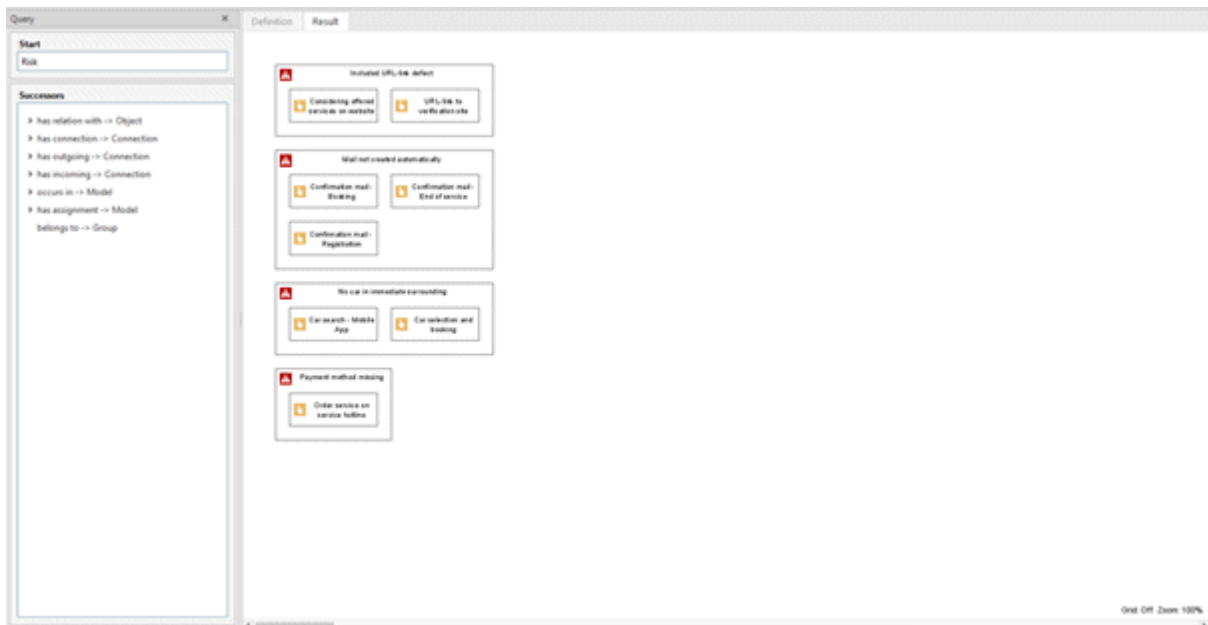 Query
×
Definition
Result
Start
Risk
Successors
has relation with -> Object
has connection -> Connection
has outgoing -> Connection
has incoming -> Connection
occurs in -> Model
has assignment -> Model
belongs to -> Group
Included URL-link defect
Considering offered
services on website
URL-link to
verification site
Mail not created automatically
Confirmation mail -
Booking
Confirmation mail -
End of service
Confirmation mail -
Registration
No car in immediate surrounding
Car search - Mobile
App
Car selection and
booking
Payment method missing
Order service on
service hotline
Grid: Off Zoom: 100%